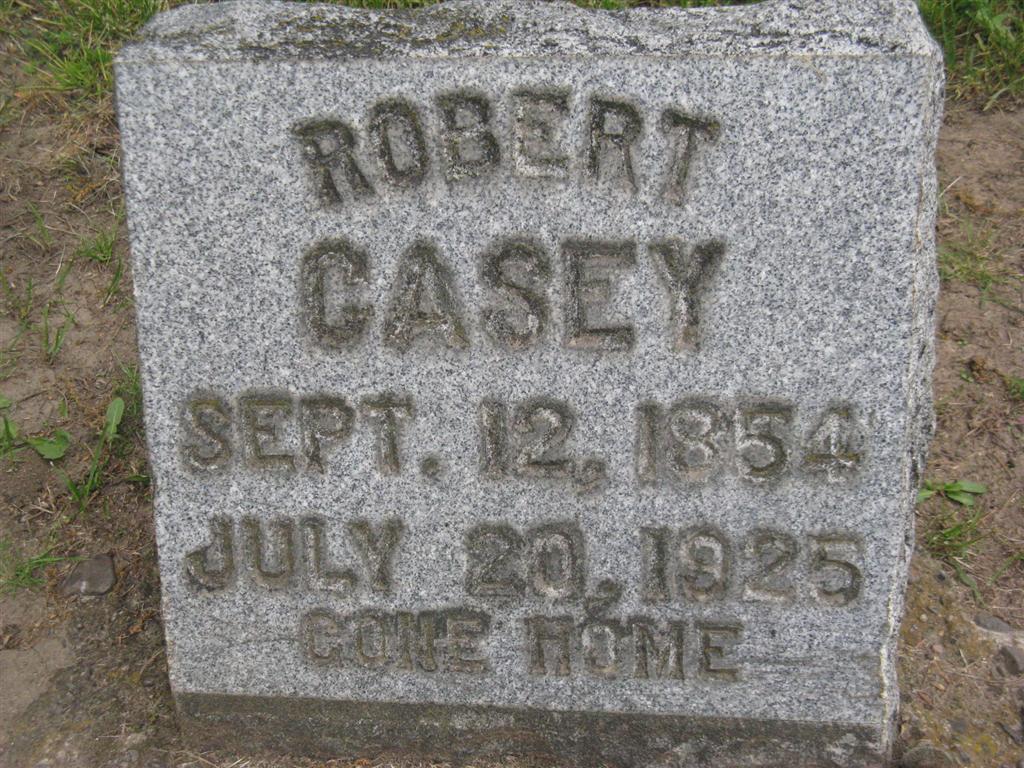 ROBERT
CASEY
SEPT. 12, 1854
JULY 20, 1925
GONE HOME